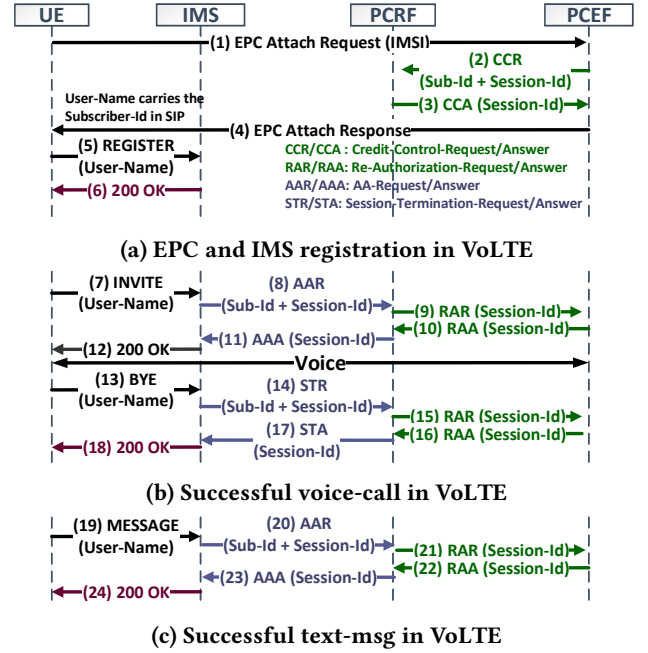 UE IMS PCRF PCEF
(1) EPC Attach Request (IMSI)
(2) CCR
(Sub-Id + Session-Id)
(3) CCA (Session-Id)
User-Name carries the
Subscriber-Id in SIP
(4) EPC Attach Response
(5) REGISTER
(User-Name)
(6) 200 OK
CCR/CCA : Credit-Control-Request/Answer
RAR/RAA: Re-Authorization-Request/Answer
AAR/AAA: AA-Request/Answer
STR/STA: Session-Termination-Request/Answer
(a) EPC and IMS registration in VoLTE
(7) INVITE
(User-Name)
(8) AAR
(Sub-Id + Session-Id)
(9) RAR (Session-Id)
(10) RAA (Session-Id)
(11) AAA (Session-Id)
(12) 200 OK
Voice
(13) BYE
(User-Name)
(14) STR
(Sub-Id + Session-Id)
(15) RAR (Session-Id)
(16) RAA (Session-Id)
(17) STA
(Session-Id)
(18) 200 OK
(b) Successful voice-call in VoLTE
(19) MESSAGE
(User-Name)
(20) AAR
(Sub-Id + Session-Id)
(21) RAR (Session-Id)
(22) RAA (Session-Id)
(23) AAA (Session-Id)
(24) 200 OK
(c) Successful text-msg in VoLTE